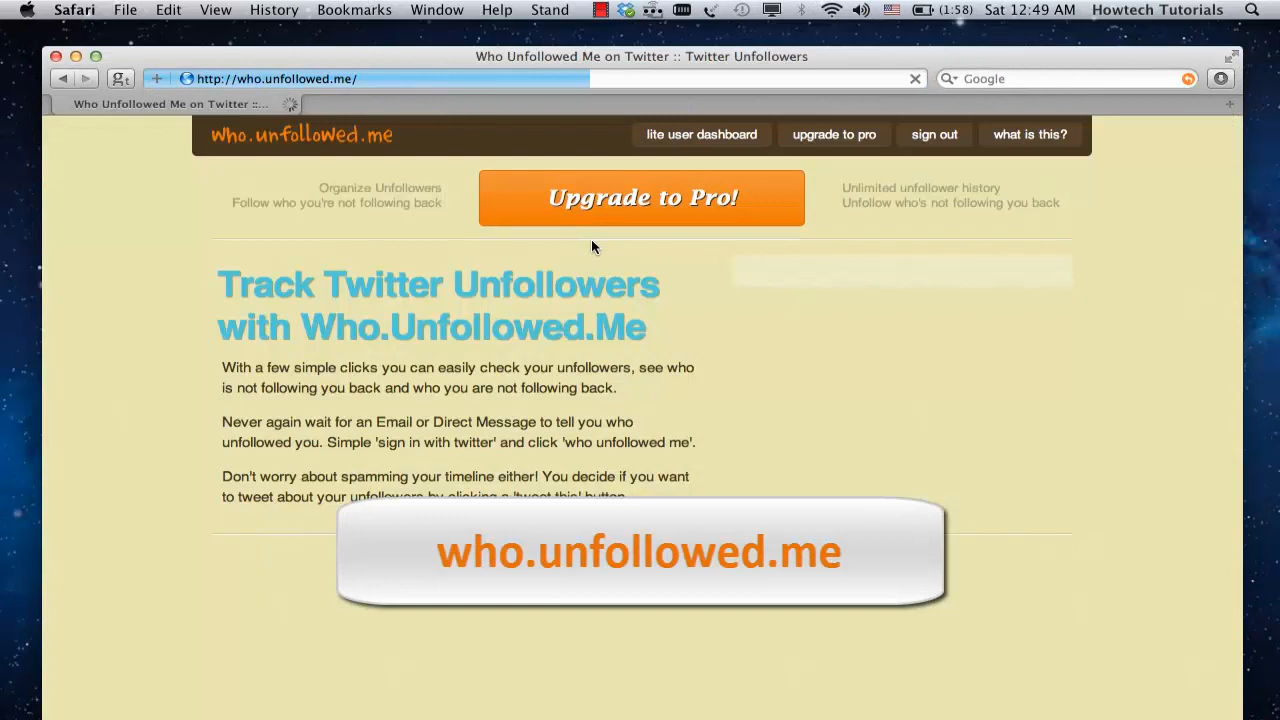 Safari File Edit View History Bookmarks Window Help Stand (1:58) Sat 12:49 AM Howtech Tutorials
Who Unfollowed Me on Twitter :: Twitter Unfollowers
gt + http://who.unfollowed.me/ Google
Who Unfollowed Me on Twitter ::...
who.unfollowed.me lite user dashboard upgrade to pro sign out what is this?
Organize Unfollowers
Follow who you're not following back
Upgrade to Pro!
Unlimited unfollower history
Unfollow who's not following you back
Track Twitter Unfollowers
with Who.Unfollowed.Me
With a few simple clicks you can easily check your unfollowers, see who
is not following you back and who you are not following back.
Never again wait for an Email or Direct Message to tell you who
unfollowed you. Simple 'sign in with twitter' and click 'who unfollowed me'.
Don't worry about spamming your timeline either! You decide if you want
to tweet about your unfollowers by clicking a 'tweet this' button
who.unfollowed.me